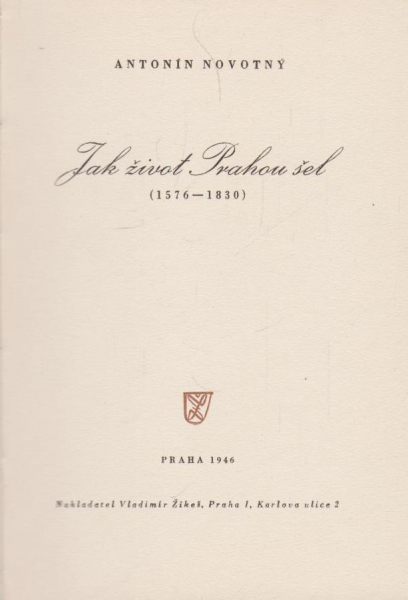 ANTONÍN NOVOTNÝ
Jak život Prahou šel
(1576—1830)
PRAHA 1946
Nakladatel Vladimír Žikeš, Praha I, Karlova ulice 2